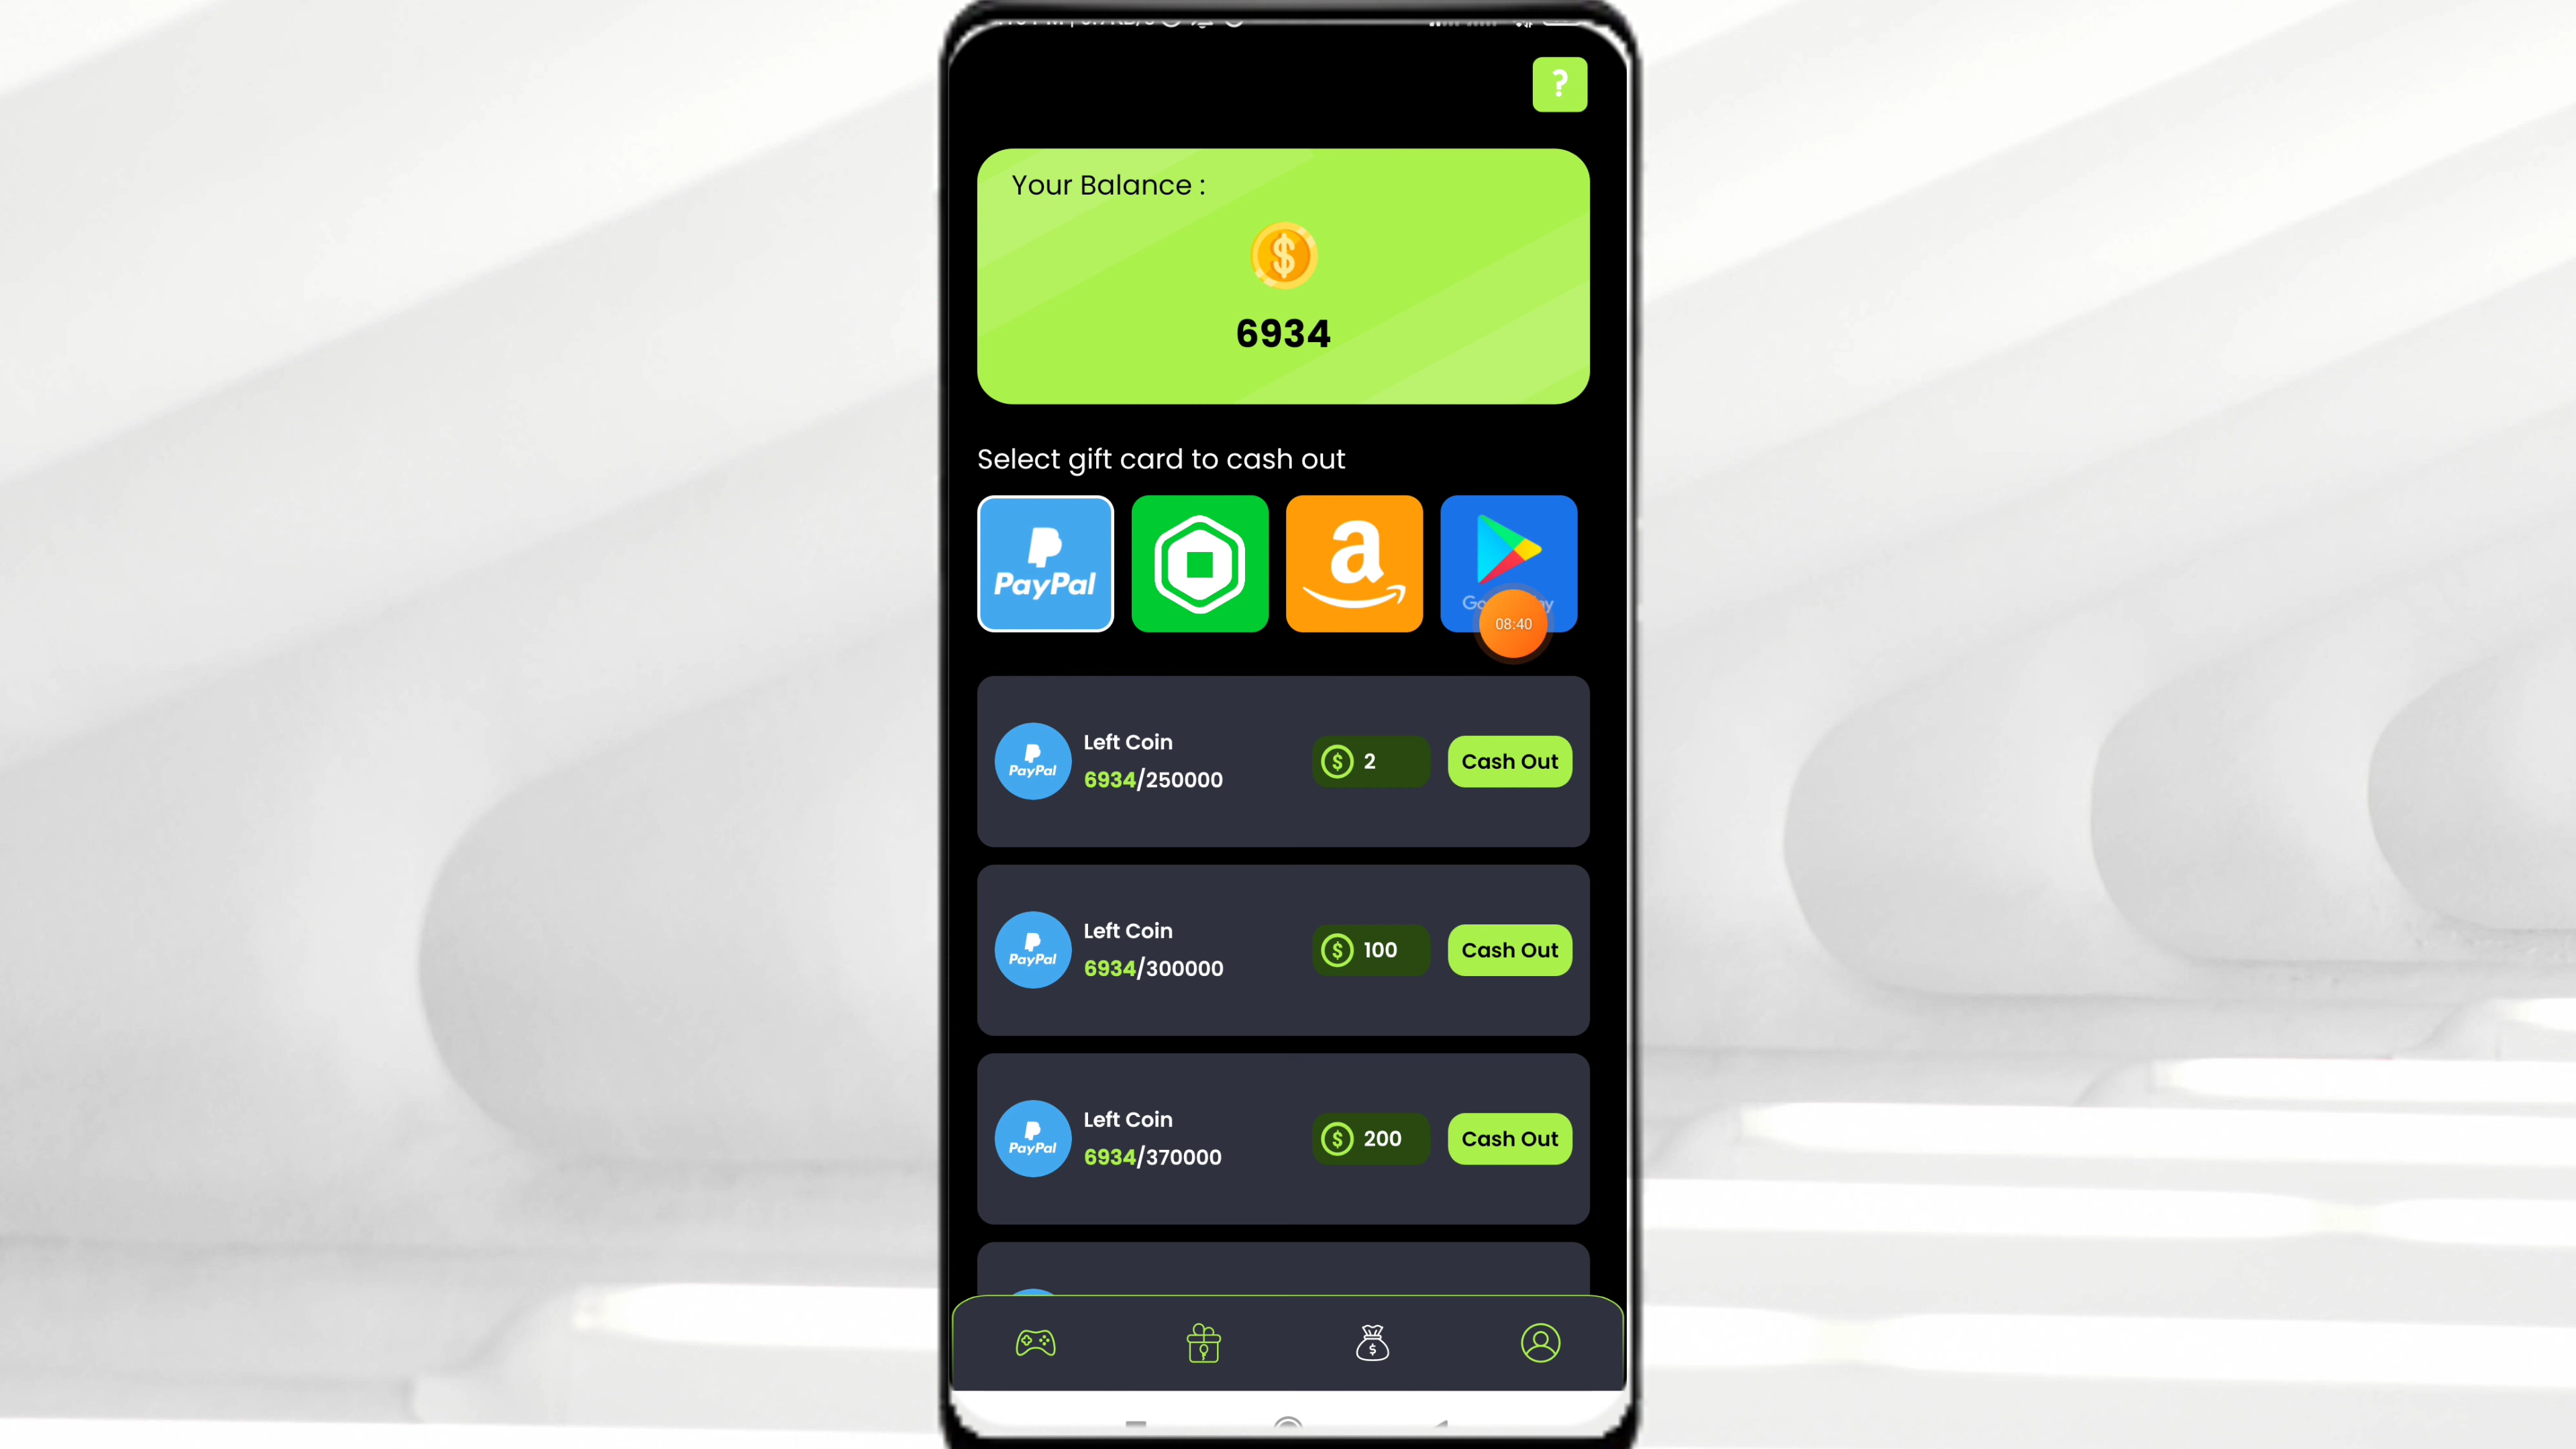 ?
Your Balance :
6934
Select gift card to cash out
PayPal
a
08:40
PayPal
Left Coin
6934/250000
$ 2
Cash Out
PayPal
Left Coin
6934/300000
$ 100
Cash Out
PayPal
Left Coin
6934/370000
$ 200
Cash Out